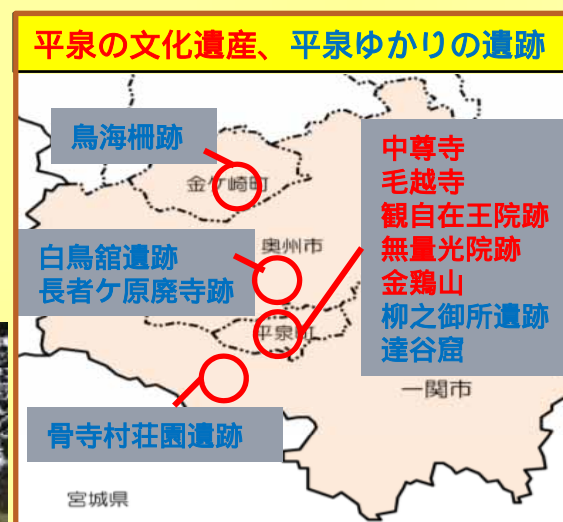 平泉の文化遺産、平泉ゆかりの遺跡
鳥海柵跡
金ケ崎町
中尊寺
毛越寺
観自在王院跡
無量光院跡
金鶏山
柳之御所遺跡
達谷窟
奥州市
白鳥舘遺跡
長者ケ原廃寺跡
平泉町
一関市
骨寺村荘園遺跡
宮城県